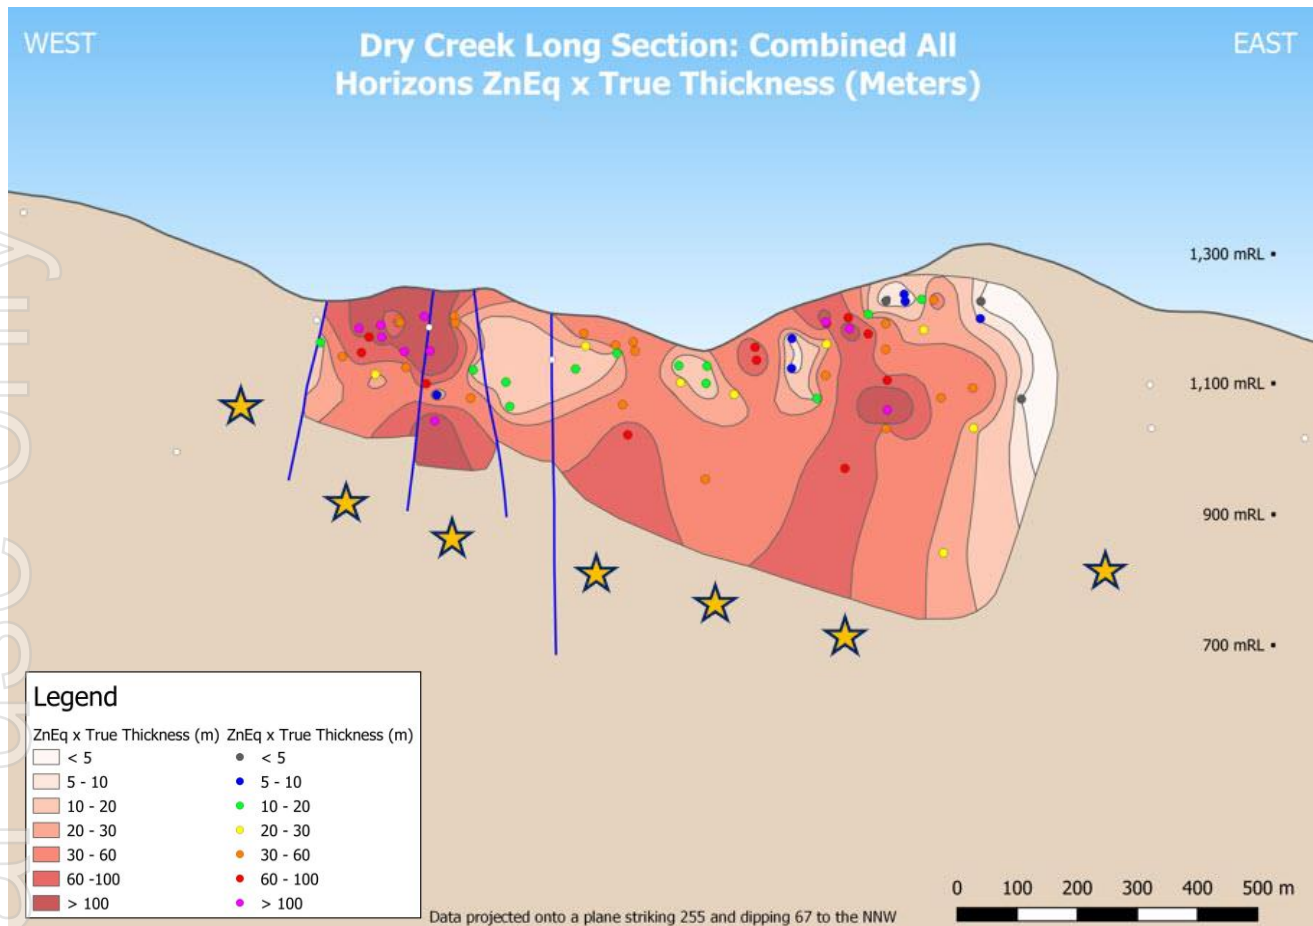 WEST
Dry Creek Long Section: Combined All
Horizons ZnEq x True Thickness (Meters)
EAST
1,300 mRL
1,100 mRL
900 mRL
700 mRL
Legend
ZnEq x True Thickness (m) ZnEq x True Thickness (m)
< 5 < 5
5 - 10 5 - 10
10 - 20 10 - 20
20 - 30 20 - 30
30 - 60 30 - 60
60 -100 60 - 100
> 100 > 100
0 100 200 300 400 500 m
Data projected onto a plane striking 255 and dipping 67 to the NNW